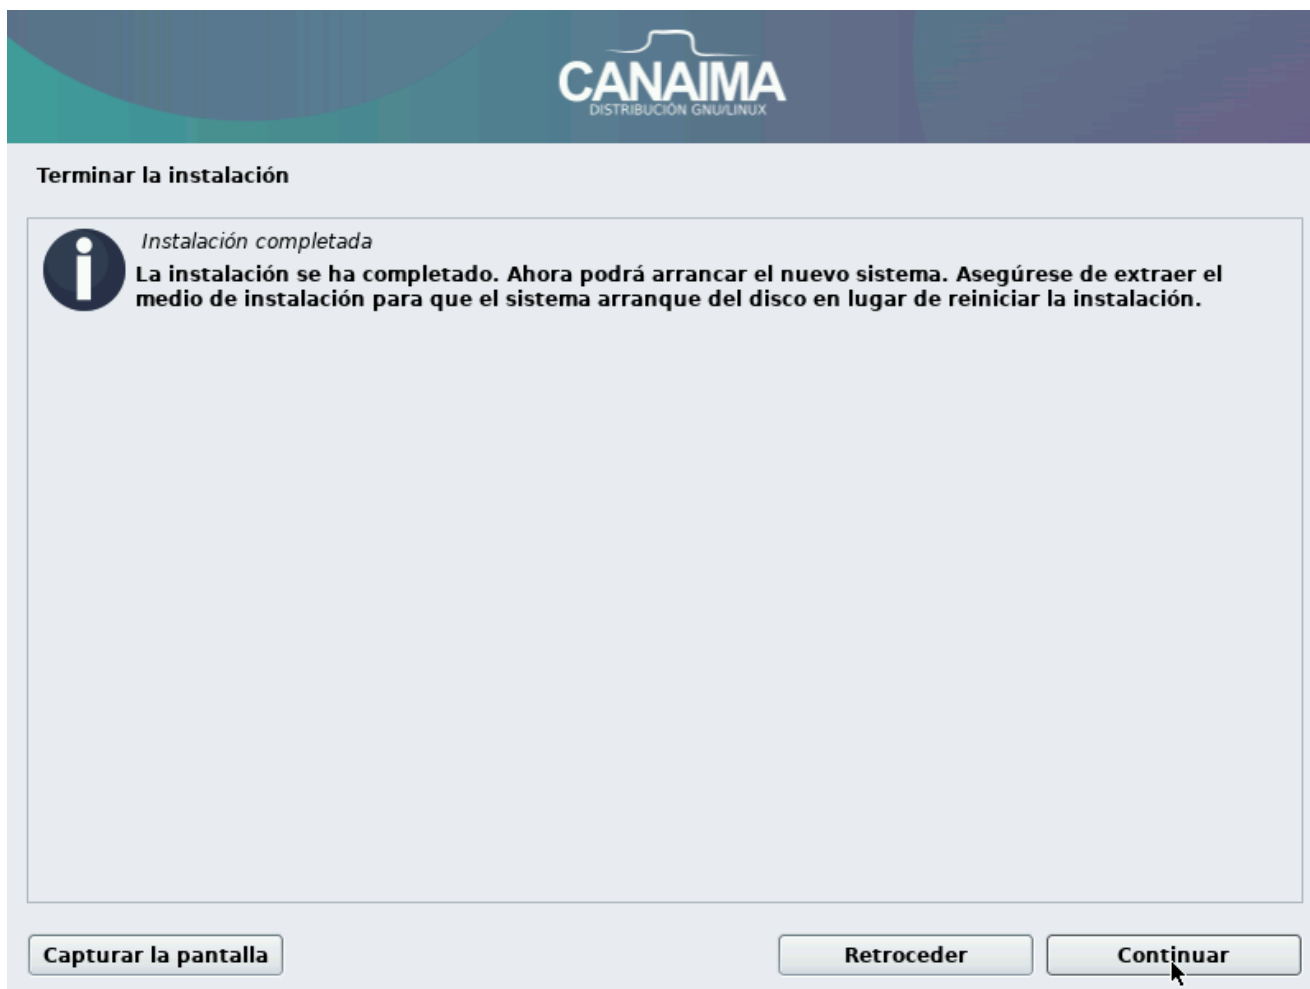 CANAIMA
DISTRIBUCIÓN GNU/LINUX
Terminar la instalación
Instalación completada
La instalación se ha completado. Ahora podrá arrancar el nuevo sistema. Asegúrese de extraer el
medio de instalación para que el sistema arranque del disco en lugar de reiniciar la instalación.
Capturar la pantalla
Retroceder
Continuar